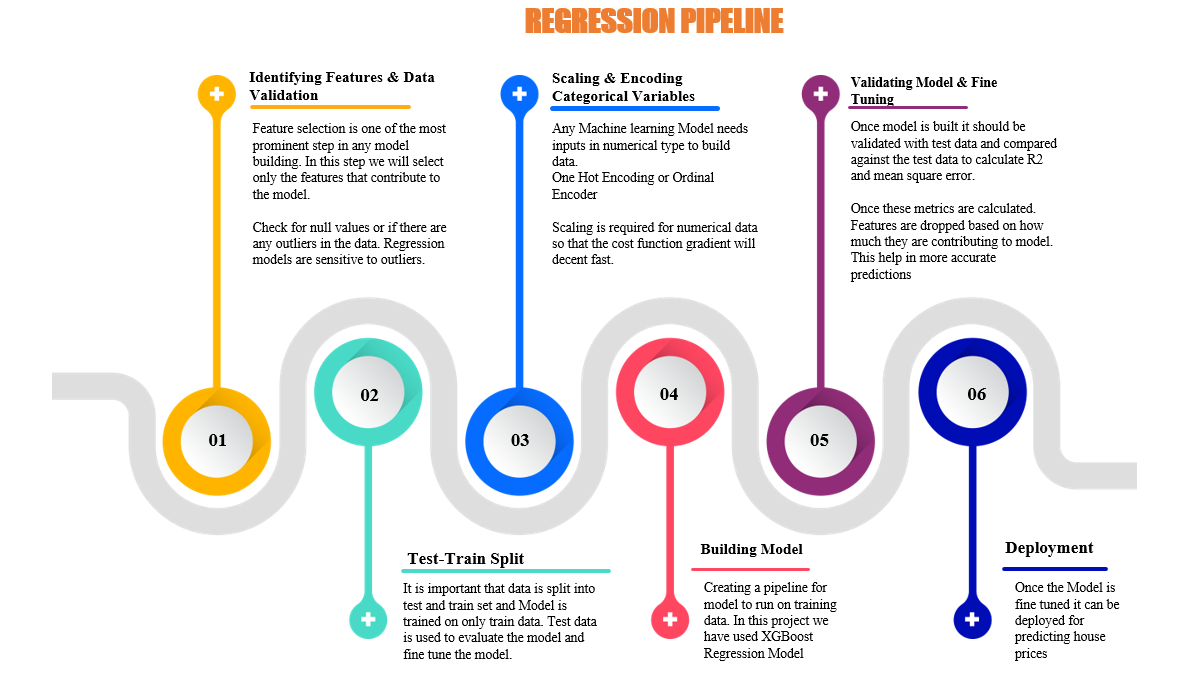 REGRESSION PIPELINE
Identifying Features & Data
Validation
Feature selection is one of the most
prominent step in any model
building. In this step we will select
only the features that contribute to
the model.
Check for null values or if there are
any outliers in the data. Regression
models are sensitive to outliers.
Scaling & Encoding
Categorical Variables
Any Machine learning Model needs
inputs in numerical type to build
data.
One Hot Encoding or Ordinal
Encoder
Scaling is required for numerical data
so that the cost function gradient will
decent fast.
Validating Model & Fine
Tuning
Once model is built it should be
validated with test data and compared
against the test data to calculate R2
and mean square error.
Once these metrics are calculated.
Features are dropped based on how
much they are contributing to model.
This help in more accurate
predictions
01
02
03
04
05
06
Test-Train Split
It is important that data is split into
test and train set and Model is
trained on only train data. Test data
is used to evaluate the model and
fine tune the model.
Building Model
Creating a pipeline for
model to run on training
data. In this project we
have used XGBoost
Regression Model
Deployment
Once the Model is
fine tuned it can be
deployed for
predicting house
prices